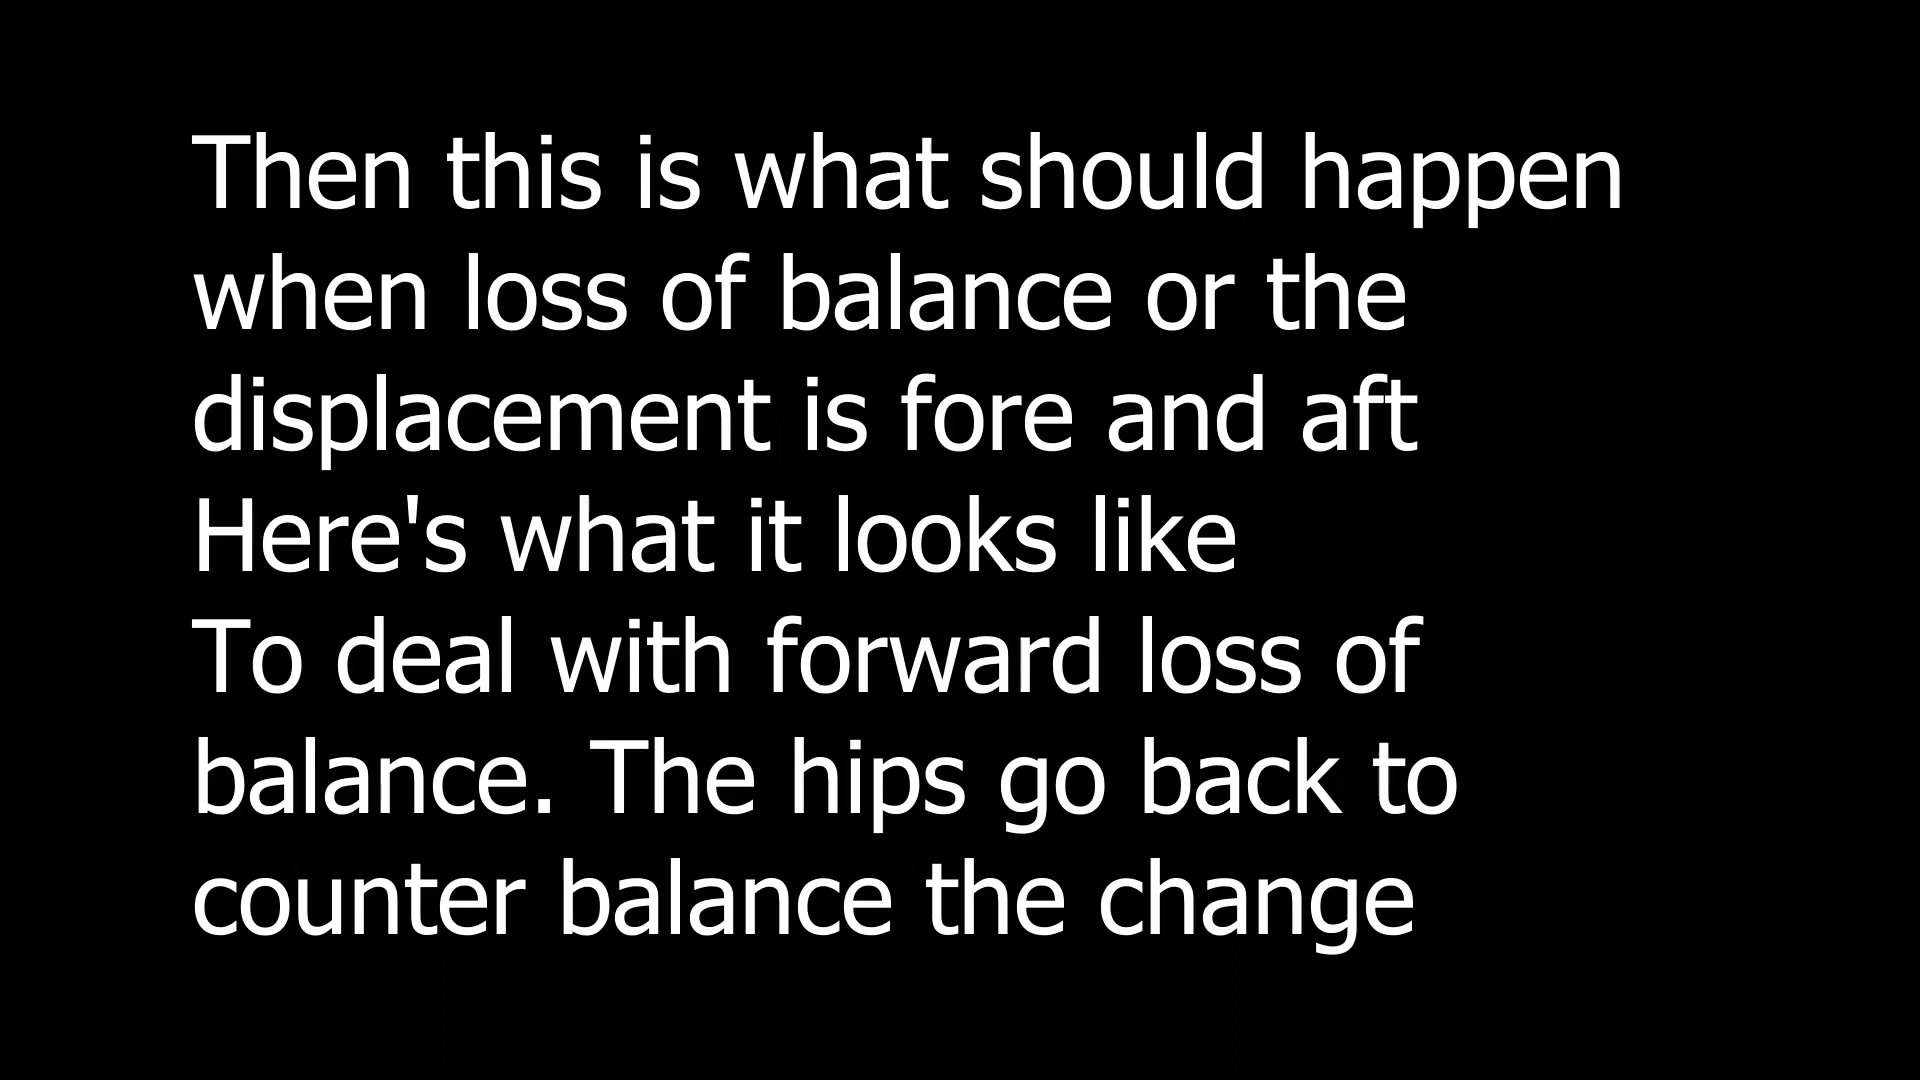 Then this is what should happen
when loss of balance or the
displacement is fore and aft
Here's what it looks like
To deal with forward loss of
balance. The hips go back to
counter balance the change